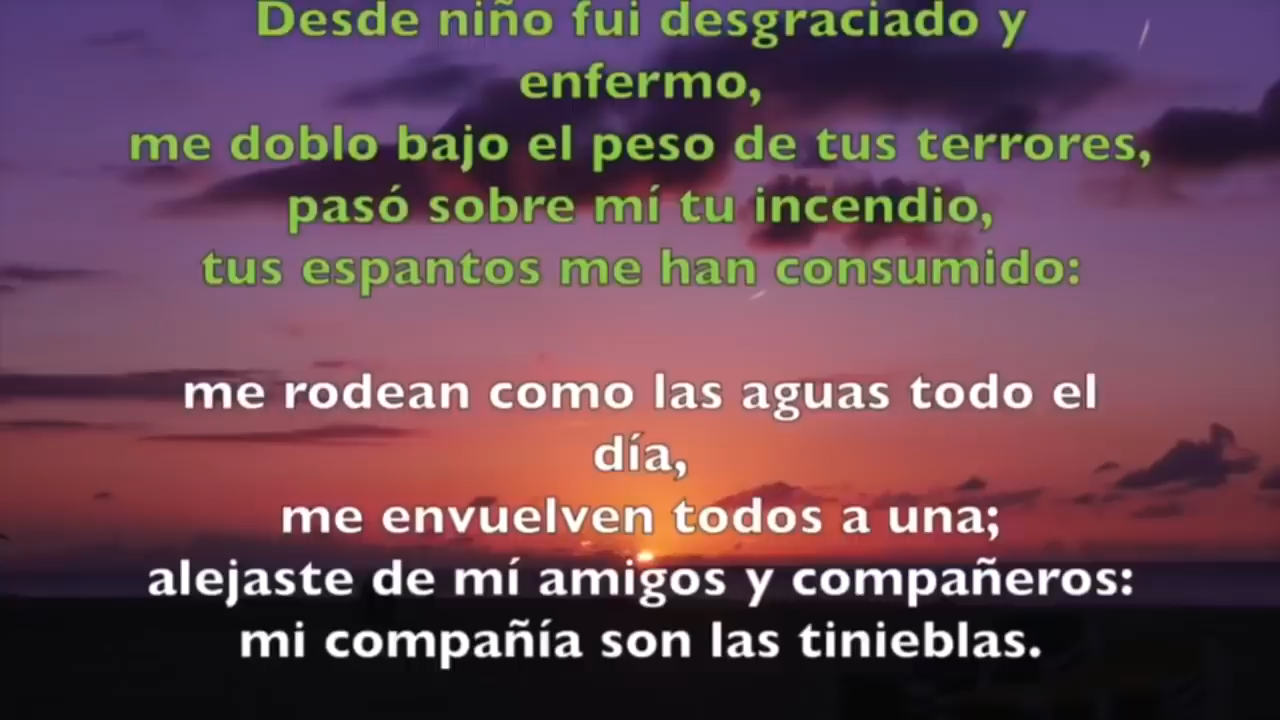 Desde niño fui desgraciado y
enfermo,
me doblo bajo el peso de tus terrores,
pasó sobre mí tu incendio,
tus espantos me han consumido:
me rodean como las aguas todo el
día,
me envuelven todos a una;
alejaste de mí amigos y compañeros:
mi compañía son las tinieblas.